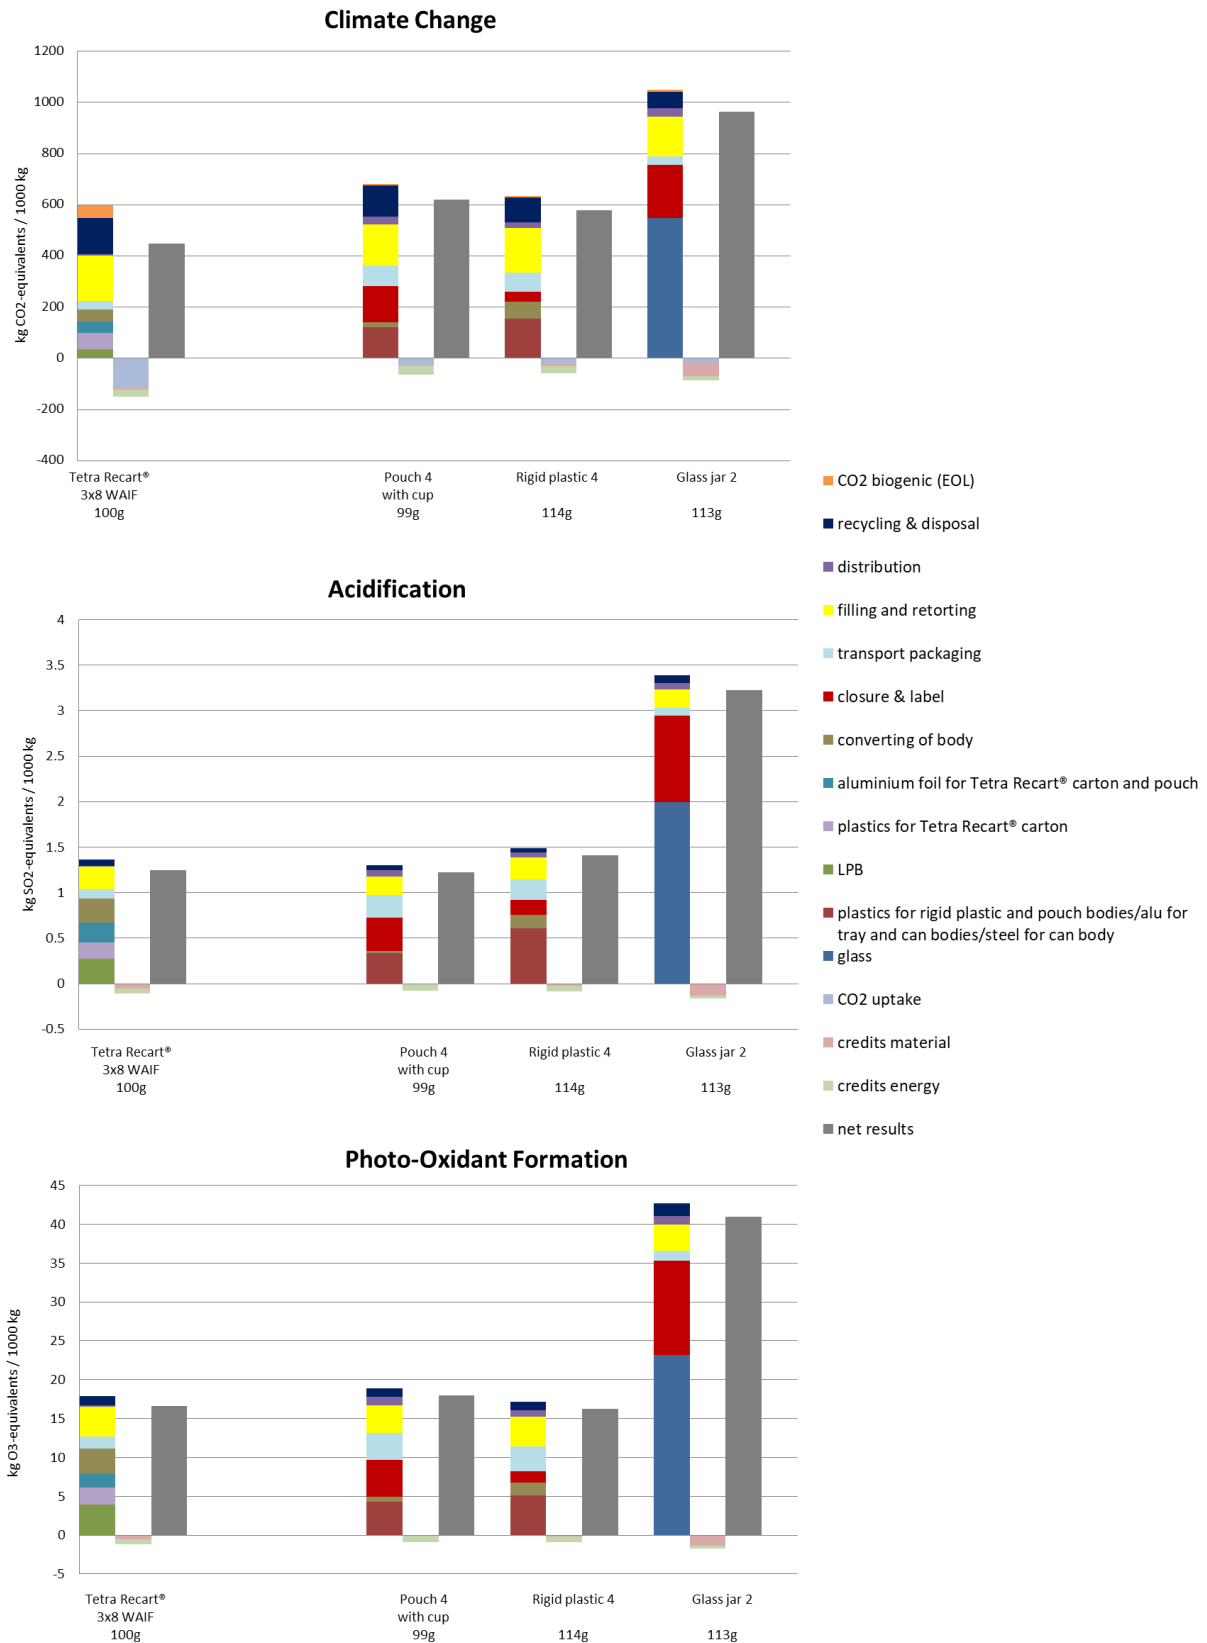 Climate Change
1200
1000
800
600
400
200
0
-200
-400
kg CO2-equivalents / 1000 kg
Tetra Recart®
3x8 WAIF
100g
Pouch 4
with cup
99g
Rigid plastic 4
114g
Glass jar 2
113g
Acidification
4
3.5
3
2.5
2
1.5
1
0.5
0
-0.5
kg SO2-equivalents / 1000 kg
Tetra Recart®
3x8 WAIF
100g
Pouch 4
with cup
99g
Rigid plastic 4
114g
Glass jar 2
113g
CO2 biogenic (EOL)
recycling & disposal
distribution
filling and retorting
transport packaging
closure & label
converting of body
aluminium foil for Tetra Recart® carton and pouch
plastics for Tetra Recart® carton
LPB
plastics for rigid plastic and pouch bodies/alu for
tray and can bodies/steel for can body
glass
CO2 uptake
credits material
credits energy
net results
Photo-Oxidant Formation
45
40
35
30
25
20
15
10
5
0
-5
kg O3-equivalents / 1000 kg
Tetra Recart®
3x8 WAIF
100g
Pouch 4
with cup
99g
Rigid plastic 4
114g
Glass jar 2
113g